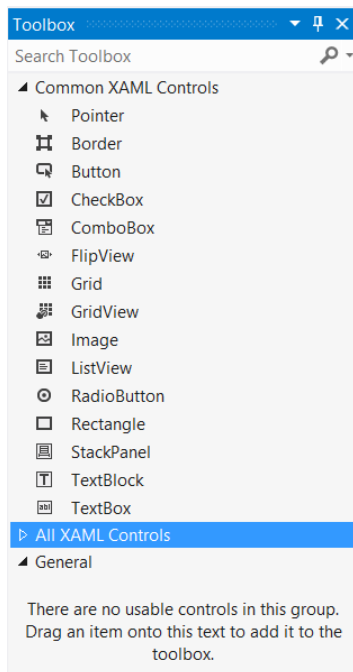 Toolbox
Search Toolbox
Common XAML Controls
Pointer
Border
Button
CheckBox
ComboBox
FlipView
Grid
GridView
Image
ListView
RadioButton
Rectangle
StackPanel
TextBlock
TextBox
All XAML Controls
General
There are no usable controls in this group.
Drag an item onto this text to add it to the
toolbox.